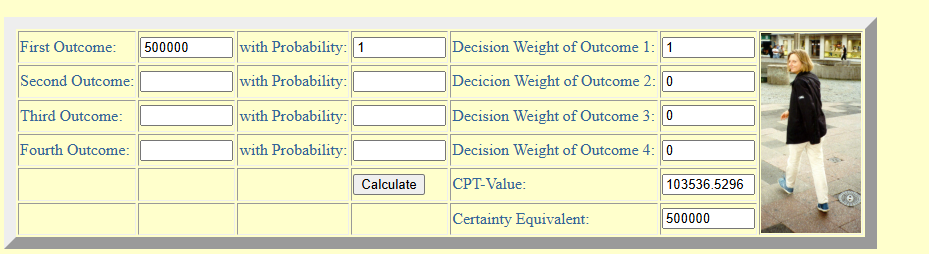 First Outcome: 500000 with Probability: 1 Decision Weight of Outcome 1: 1
Second Outcome: with Probability: Decicion Weight of Outcome 2: 0
Third Outcome: with Probability: Decision Weight of Outcome 3: 0
Fourth Outcome: with Probability: Decision Weight of Outcome 4: 0
Calculate CPT-Value: 103536.5296
Certainty Equivalent: 500000